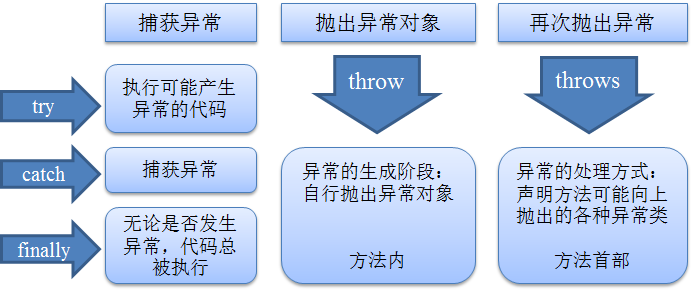 捕获异常
抛出异常对象
再次抛出异常
try
执行可能产生
异常的代码
catch
捕获异常
finally
无论是否发生
异常，代码总
被执行
throw
异常的生成阶段：
自行抛出异常对象
方法内
throws
异常的处理方式：
声明方法可能向上
抛出的各种异常类
方法首部